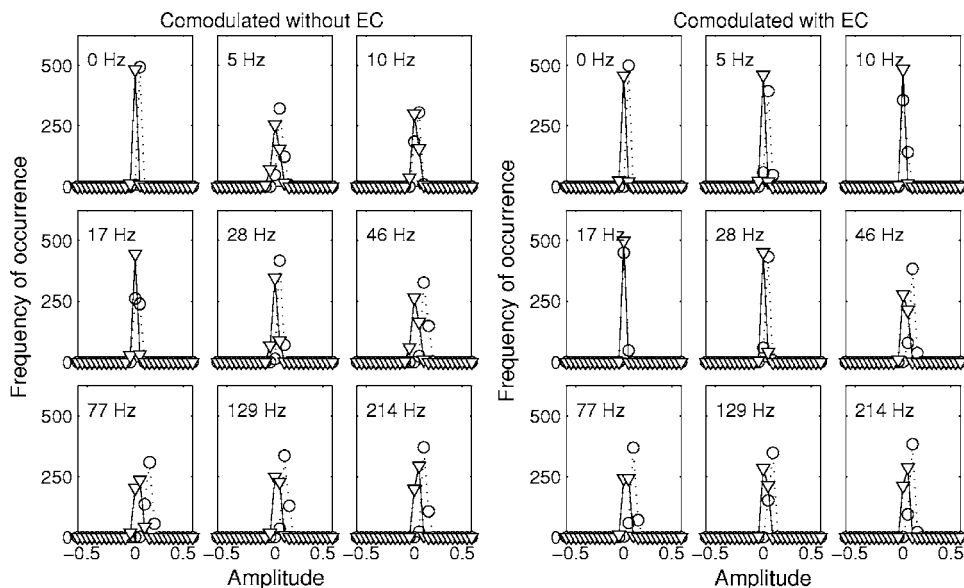 Comodulated without EC
Comodulated with EC
Frequency of occurrence
500
250
0
0 Hz
5 Hz
10 Hz
500
250
0
17 Hz
28 Hz
46 Hz
500
250
0
77 Hz
129 Hz
214 Hz
−0.5 0 0.5
−0.5 0 0.5
−0.5 0 0.5
Amplitude
Frequency of occurrence
500
250
0
0 Hz
5 Hz
10 Hz
500
250
0
17 Hz
28 Hz
46 Hz
500
250
0
77 Hz
129 Hz
214 Hz
−0.5 0 0.5
−0.5 0 0.5
−0.5 0 0.5
Amplitude